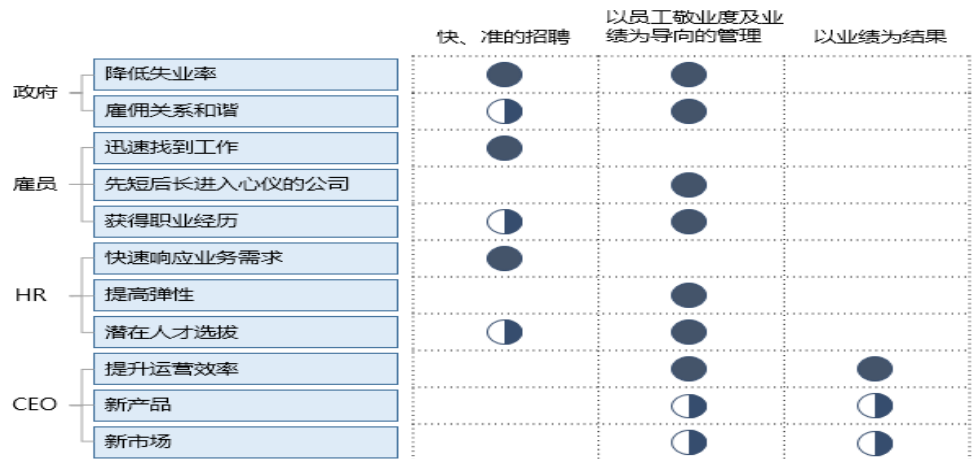 快、准的招聘
以员工敬业度及业
绩为导向的管理
以业绩为结果
政府
降低失业率
雇佣关系和谐
雇员
迅速找到工作
先短后长进入心仪的公司
获得职业经历
HR
快速响应业务需求
提高弹性
潜在人才选拔
CEO
提升运营效率
新产品
新市场